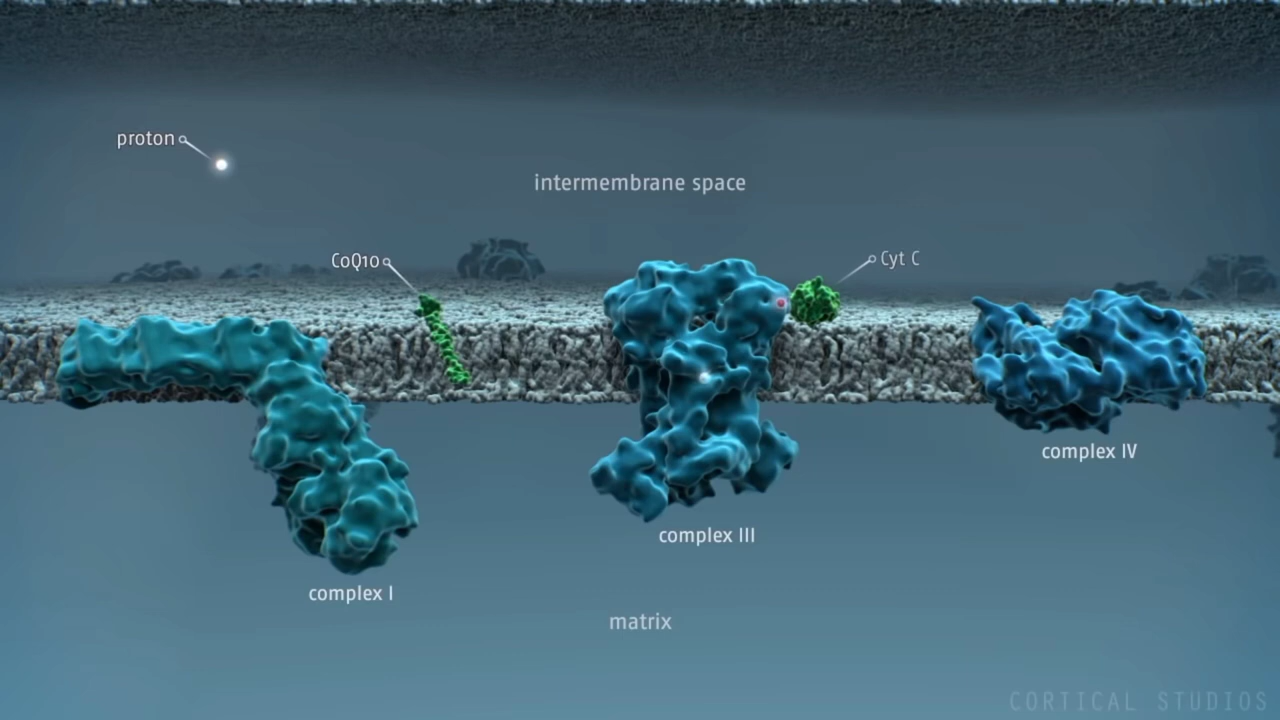 proton
intermembrane space
CoQ10
Cyt C
complex IV
complex III
complex I
matrix
CORTICAL STUDIOS